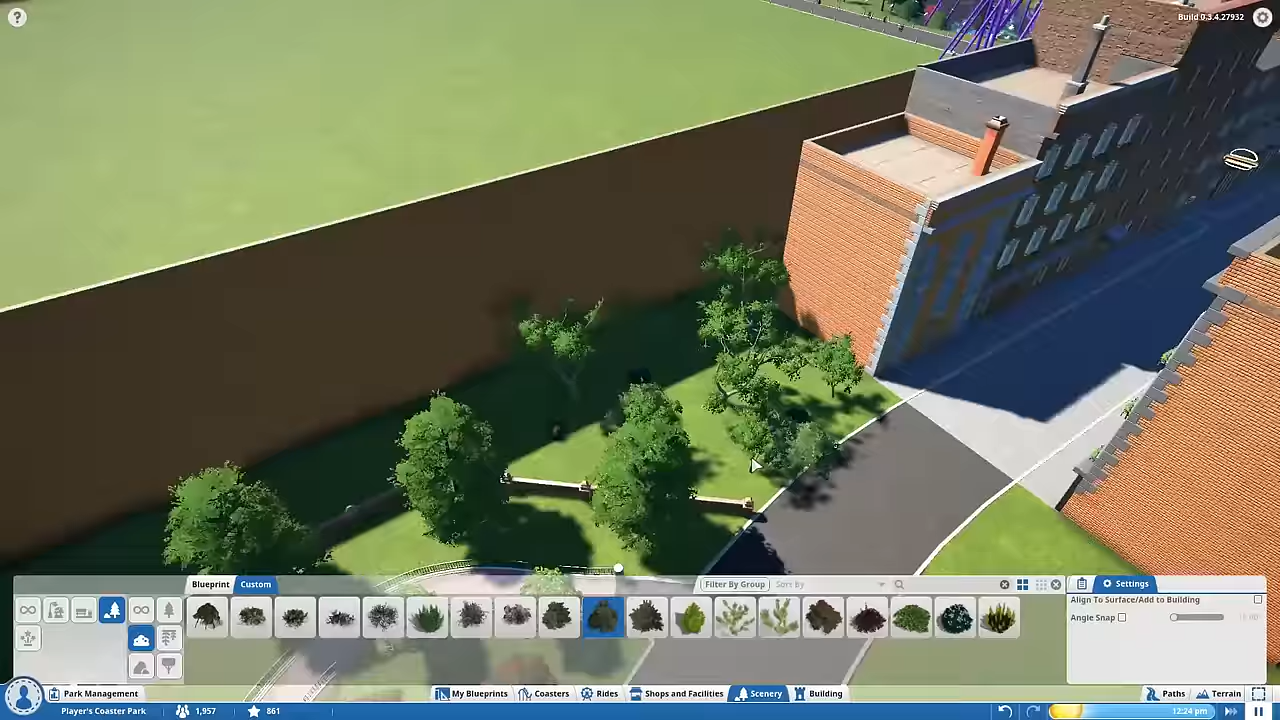 ?
Build 0.3.4.27932
Blueprint
Custom
Filter By Group
Sort By
Settings
Align To Surface/Add to Building
Angle Snap
Park Management
My Blueprints
Coasters
Rides
Shops and Facilities
Scenery
Building
Paths
Terrain
Player's Coaster Park
1,957
861
12:24 pm